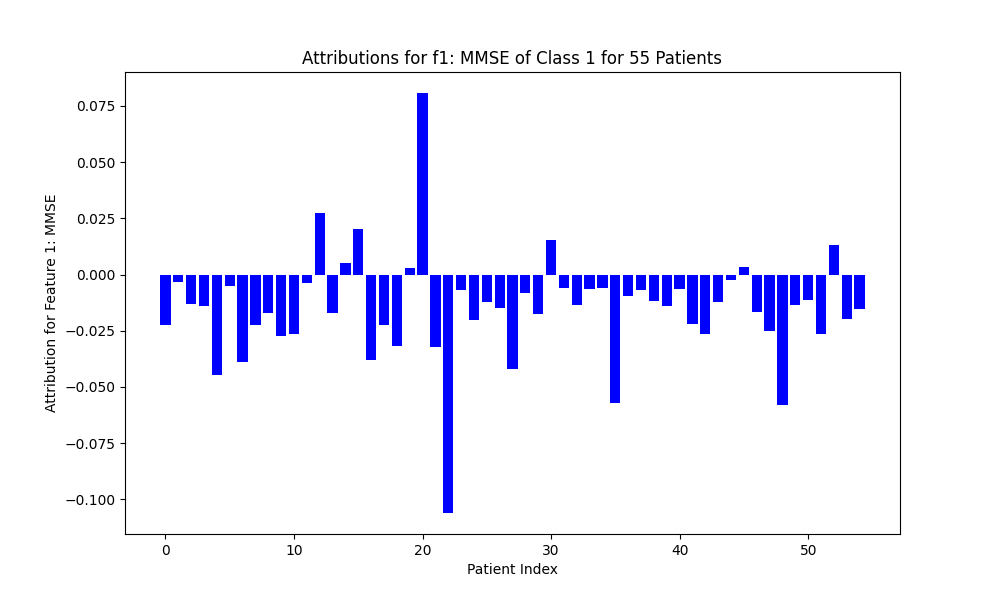 Attributions for f1: MMSE of Class 1 for 55 Patients
Attribution for Feature 1: MMSE
0.075
0.050
0.025
0.000
−0.025
−0.050
−0.075
−0.100
0 10 20 30 40 50
Patient Index